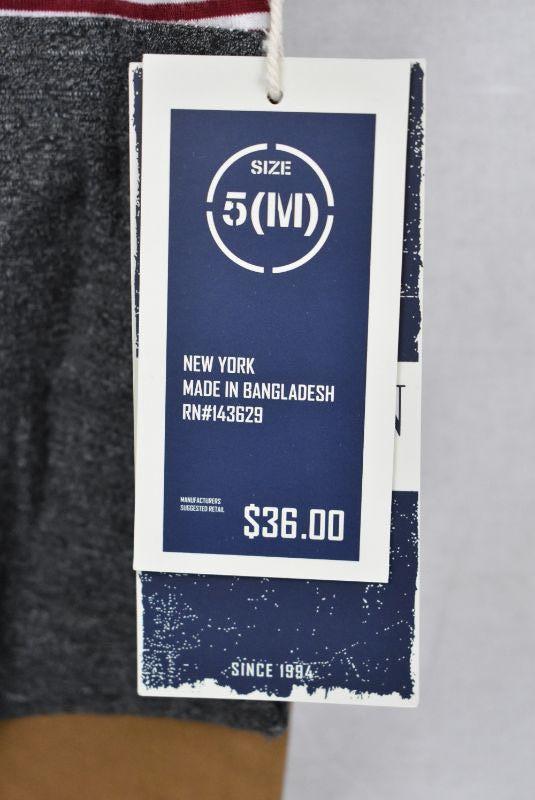 SIZE
5(M)
NEW YORK
MADE IN BANGLADESH
RN#143629
MANUFACTURERS
SUGGESTED RETAIL
$36.00
N
SINCE 1994